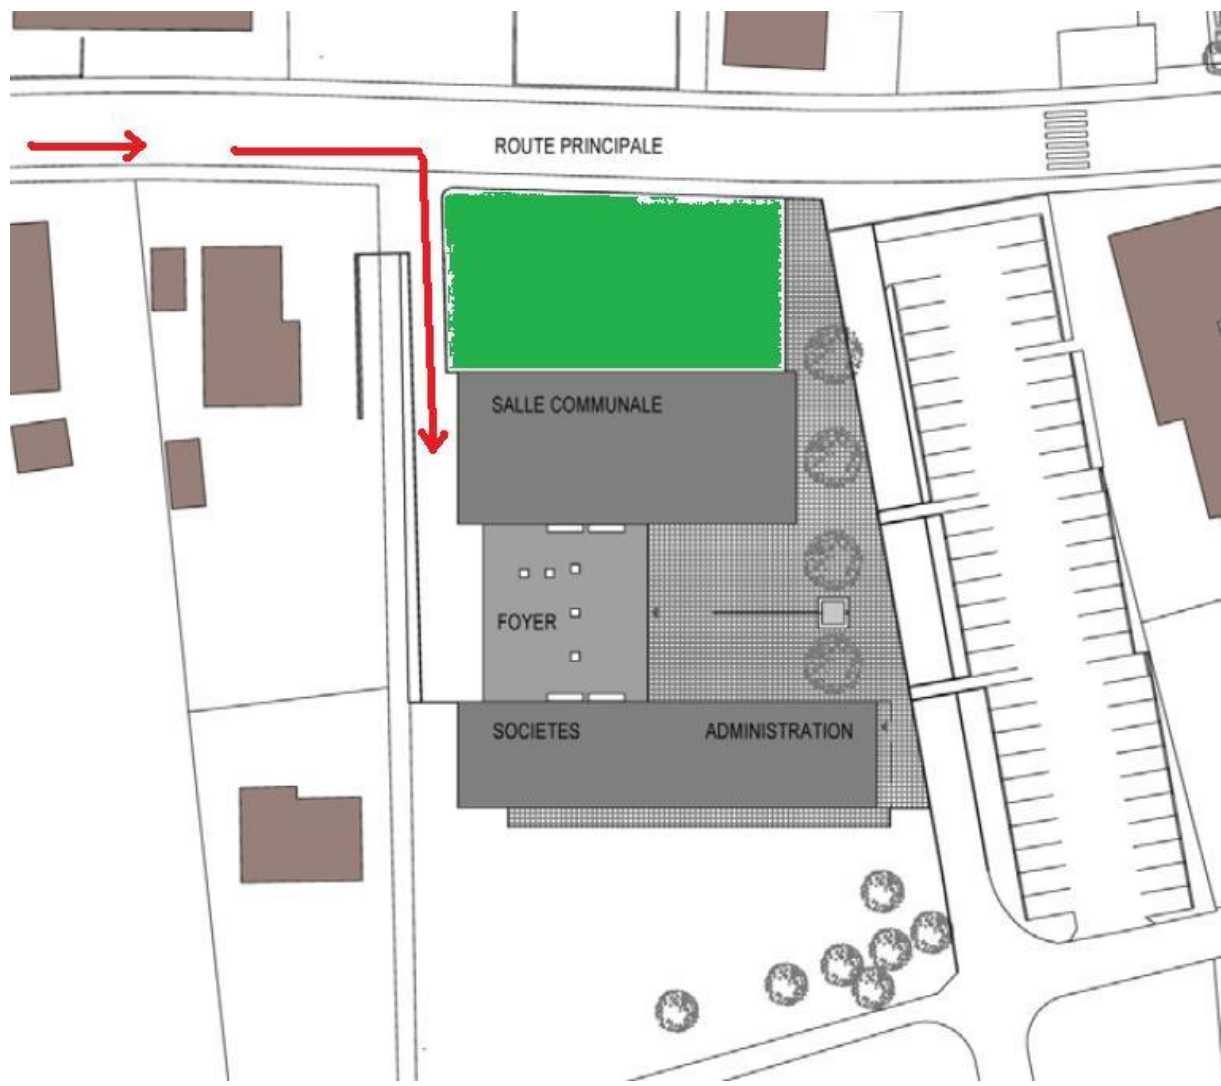 ROUTE PRINCIPALE
SALLE COMMUNALE
FOYER
SOCIETES
ADMINISTRATION